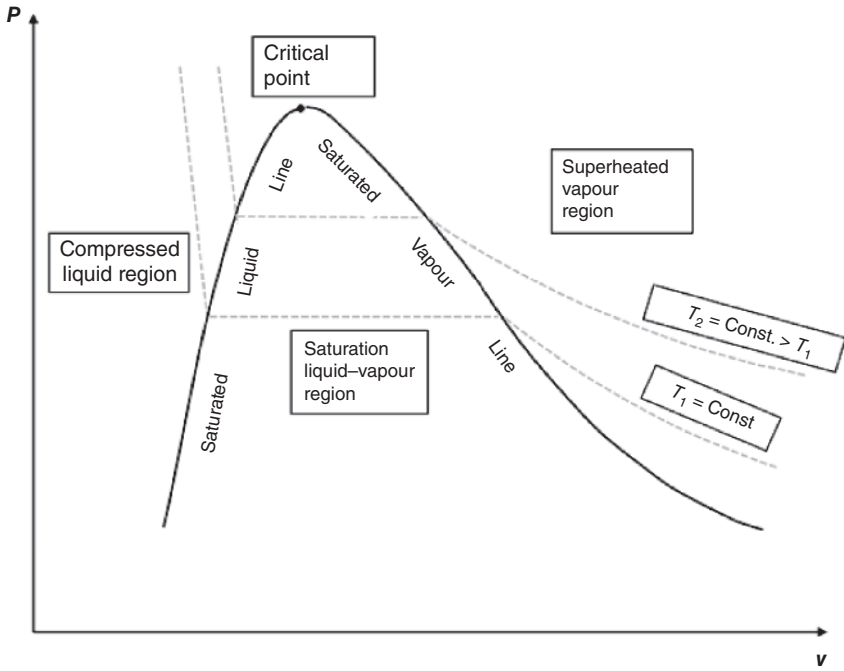 P
Critical
point
Saturated
Liquid
Line
Saturated
Vapour
Line
Superheated
vapour
region
Compressed
liquid region
T2 = Const. > T1
Saturation
liquid–vapour
region
T1 = Const
v